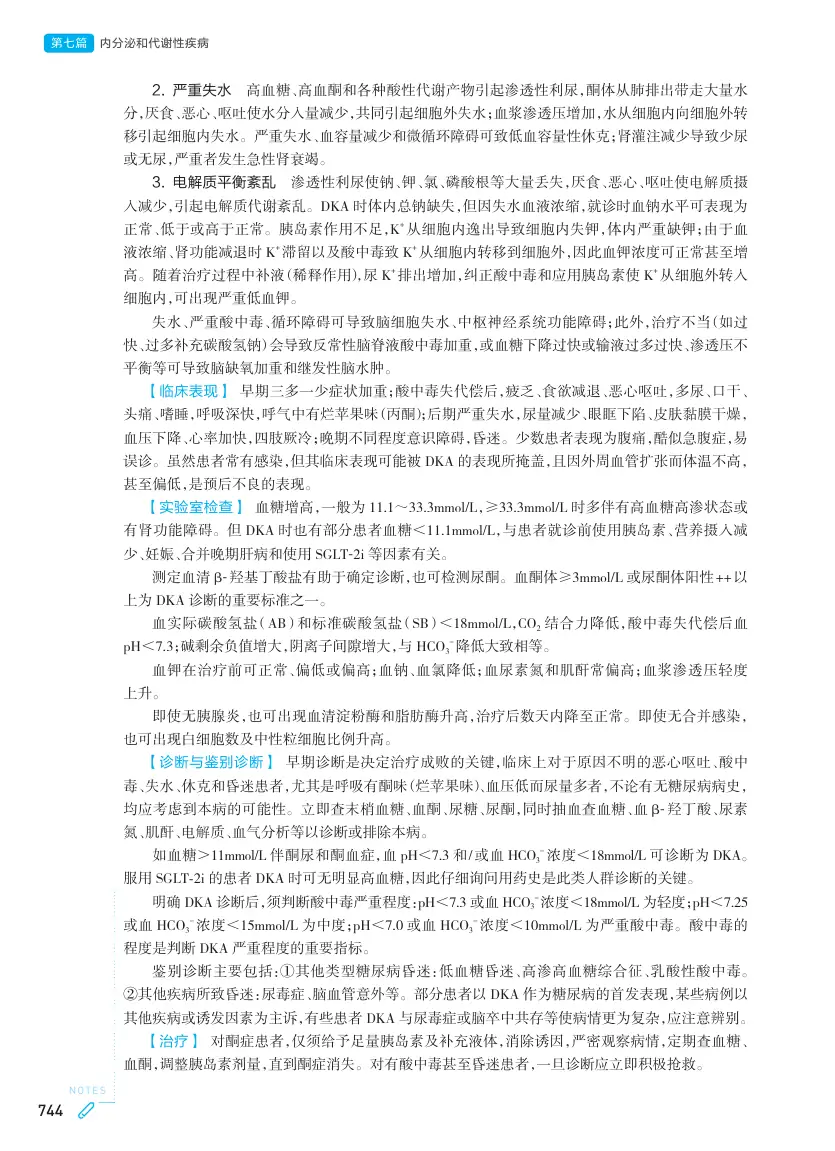 第七篇 内分泌和代谢性疾病
2. 严重失水 高血糖、高血酮和各种酸性代谢产物引起渗透性利尿,酮体从肺排出带走大量水
分,厌食、恶心、呕吐使水分入量减少,共同引起细胞外失水;血浆渗透压增加,水从细胞内向细胞外转
移引起细胞内失水。严重失水、血容量减少和微循环障碍可致低血容量性休克;肾灌注减少导致少尿
或无尿,严重者发生急性肾衰竭。
3. 电解质平衡紊乱 渗透性利尿使钠、钾、氯、磷酸根等大量丢失,厌食、恶心、呕吐使电解质摄
入减少,引起电解质代谢紊乱。DKA 时体内总钠缺失,但因失水血液浓缩,就诊时血钠水平可表现为
正常、低于或高于正常。胰岛素作用不足,K⁺从细胞内逸出导致细胞内失钾,体内严重缺钾;由于血
液浓缩、肾功能减退时 K⁺滞留以及酸中毒致 K⁺从细胞内转移到细胞外,因此血钾浓度可正常甚至增
高。随着治疗过程中补液(稀释作用),尿 K⁺排出增加,纠正酸中毒和应用胰岛素使 K⁺从细胞外转入
细胞内,可出现严重低血钾。
失水、严重酸中毒、循环障碍可导致脑细胞失水、中枢神经系统功能障碍;此外,治疗不当(如过
快、过多补充碳酸氢钠)会导致反常性脑脊液酸中毒加重,或血糖下降过快或输液过多过快、渗透压不
平衡等可导致脑缺氧加重和继发性脑水肿。
【临床表现】 早期三多一少症状加重;酸中毒失代偿后,疲乏、食欲减退、恶心呕吐,多尿、口干、
头痛、嗜睡,呼吸深快,呼气中有烂苹果味(丙酮);后期严重失水,尿量减少、眼眶下陷、皮肤黏膜干燥,
血压下降、心率加快,四肢厥冷;晚期不同程度意识障碍,昏迷。少数患者表现为腹痛,酷似急腹症,易
误诊。虽然患者常有感染,但其临床表现可能被 DKA 的表现所掩盖,且因外周血管扩张而体温不高,
甚至偏低,是预后不良的表现。
【实验室检查】 血糖增高,一般为 11.1～33.3mmol/L,≥33.3mmol/L 时多伴有高血糖高渗状态或
有肾功能障碍。但 DKA 时也有部分患者血糖<11.1mmol/L,与患者就诊前使用胰岛素、营养摄入减
少、妊娠、合并晚期肝病和使用 SGLT-2i 等因素有关。
测定血清 β-羟基丁酸盐有助于确定诊断,也可检测尿酮。血酮体≥3mmol/L 或尿酮体阳性++以
上为 DKA 诊断的重要标准之一。
血实际碳酸氢盐(AB)和标准碳酸氢盐(SB)<18mmol/L,CO₂ 结合力降低,酸中毒失代偿后血
pH<7.3;碱剩余负值增大,阴离子间隙增大,与 HCO₃⁻降低大致相等。
血钾在治疗前可正常、偏低或偏高;血钠、血氯降低;血尿素氮和肌酐常偏高;血浆渗透压轻度
上升。
即使无胰腺炎,也可出现血清淀粉酶和脂肪酶升高,治疗后数天内降至正常。即使无合并感染,
也可出现白细胞数及中性粒细胞比例升高。
【诊断与鉴别诊断】 早期诊断是决定治疗成败的关键,临床上对于原因不明的恶心呕吐、酸中
毒、失水、休克和昏迷患者,尤其是呼吸有酮味(烂苹果味)、血压低而尿量多者,不论有无糖尿病病史,
均应考虑到本病的可能性。立即查末梢血糖、血酮、尿糖、尿酮,同时抽血查血糖、血 β-羟丁酸、尿素
氮、肌酐、电解质、血气分析等以诊断或排除本病。
如血糖>11mmol/L 伴酮尿和酮血症,血 pH<7.3 和/或血 HCO₃⁻浓度<18mmol/L 可诊断为 DKA。
服用 SGLT-2i 的患者 DKA 时可无明显高血糖,因此仔细询问用药史是此类人群诊断的关键。
明确 DKA 诊断后,须判断酸中毒严重程度:pH<7.3 或血 HCO₃⁻浓度<18mmol/L 为轻度;pH<7.25
或血 HCO₃⁻浓度<15mmol/L 为中度;pH<7.0 或血 HCO₃⁻浓度<10mmol/L 为严重酸中毒。酸中毒的
程度是判断 DKA 严重程度的重要指标。
鉴别诊断主要包括:①其他类型糖尿病昏迷:低血糖昏迷、高渗高血糖综合征、乳酸性酸中毒。
②其他疾病所致昏迷:尿毒症、脑血管意外等。部分患者以 DKA 作为糖尿病的首发表现,某些病例以
其他疾病或诱发因素为主诉,有些患者 DKA 与尿毒症或脑卒中共存等使病情更为复杂,应注意辨别。
【治疗】 对酮症患者,仅须给予足量胰岛素及补充液体,消除诱因,严密观察病情,定期查血糖、
血酮,调整胰岛素剂量,直到酮症消失。对有酸中毒甚至昏迷患者,一旦诊断应立即积极抢救。
NOTES
744